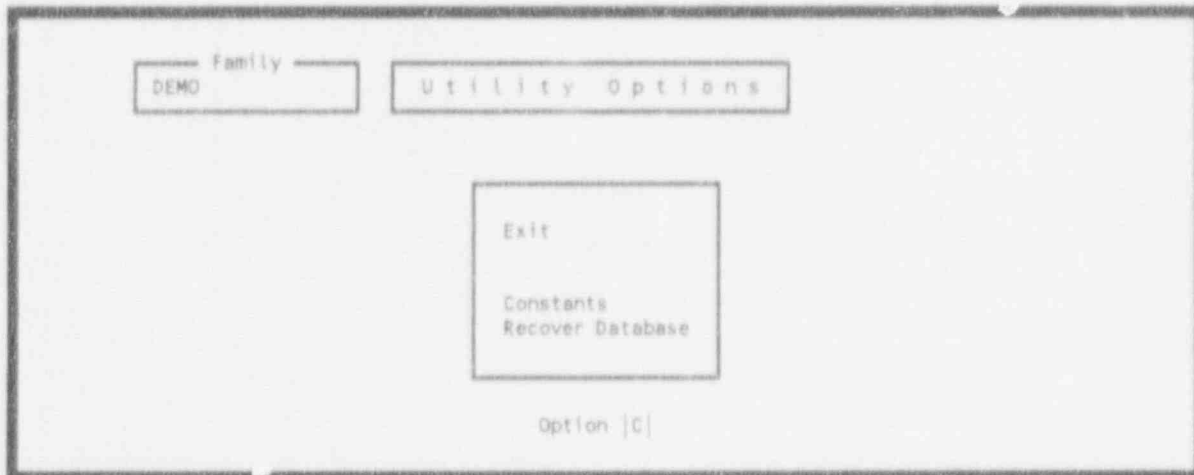 Family
DEMO
Utility Options
Exit
Constants
Recover Database
Option |C|